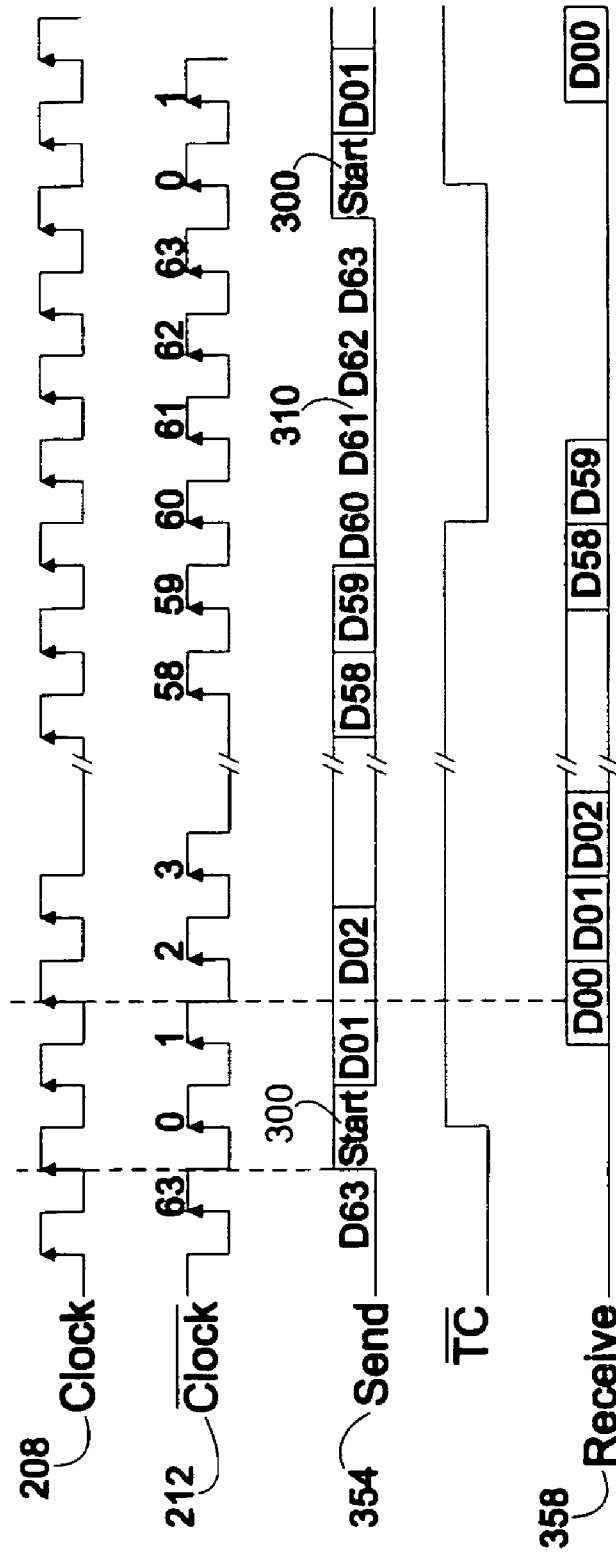 208 Clock
212 Clock 63 0 1 2 3 58 59 60 61 62 63 0 1
354 Send D63 Start D01 D02 D58 D59 D60 D61 D62 D63 Start D01
300 310 300
TC
358 Receive D00 D01 D02 D58 D59 D00